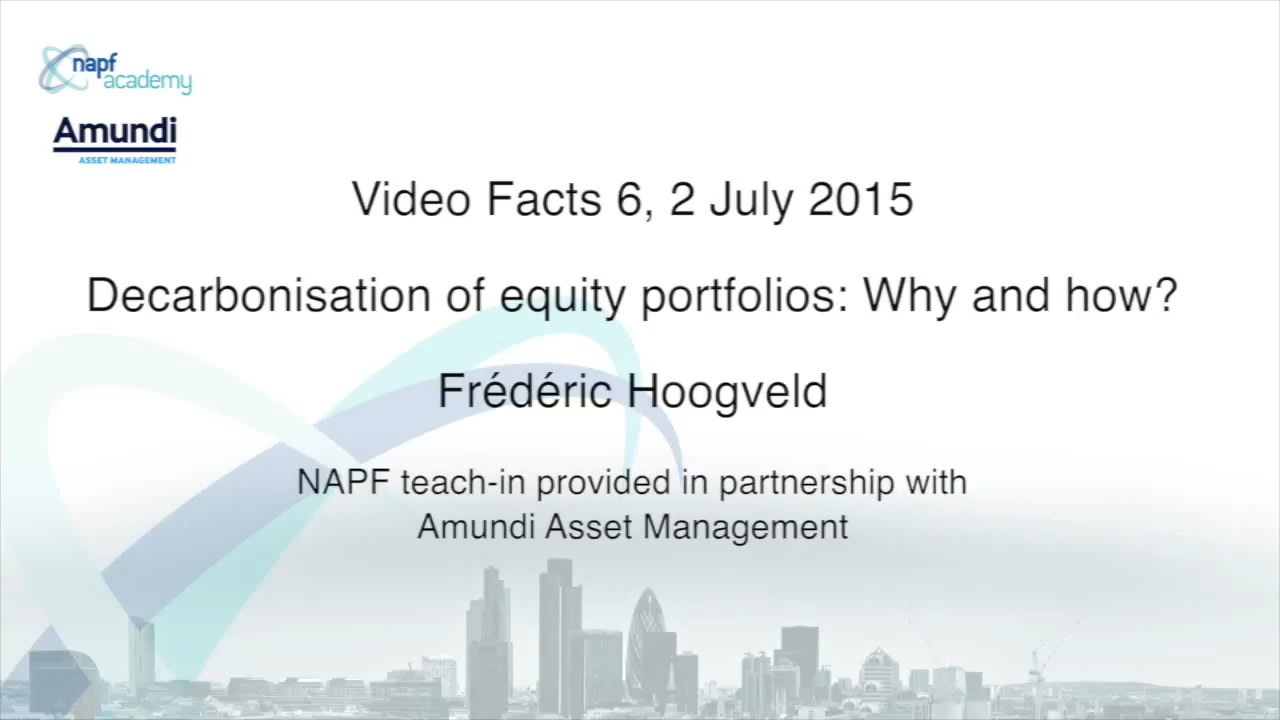 napf
academy
Amundi
ASSET MANAGEMENT
Video Facts 6, 2 July 2015
Decarbonisation of equity portfolios: Why and how?
Frédéric Hoogveld
NAPF teach-in provided in partnership with
Amundi Asset Management